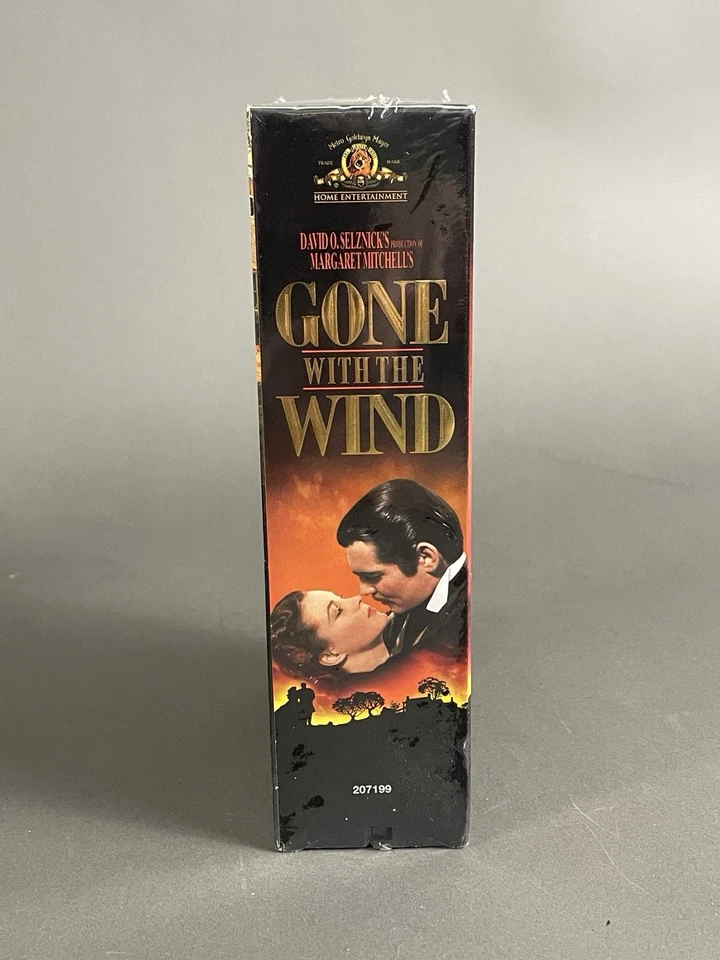 Metro Goldwyn Mayer
TRADE MARK
HOME ENTERTAINMENT
DAVID O. SELZNICK'S PRODUCTION OF
MARGARET MITCHELL'S
GONE
WITH THE
WIND
207199